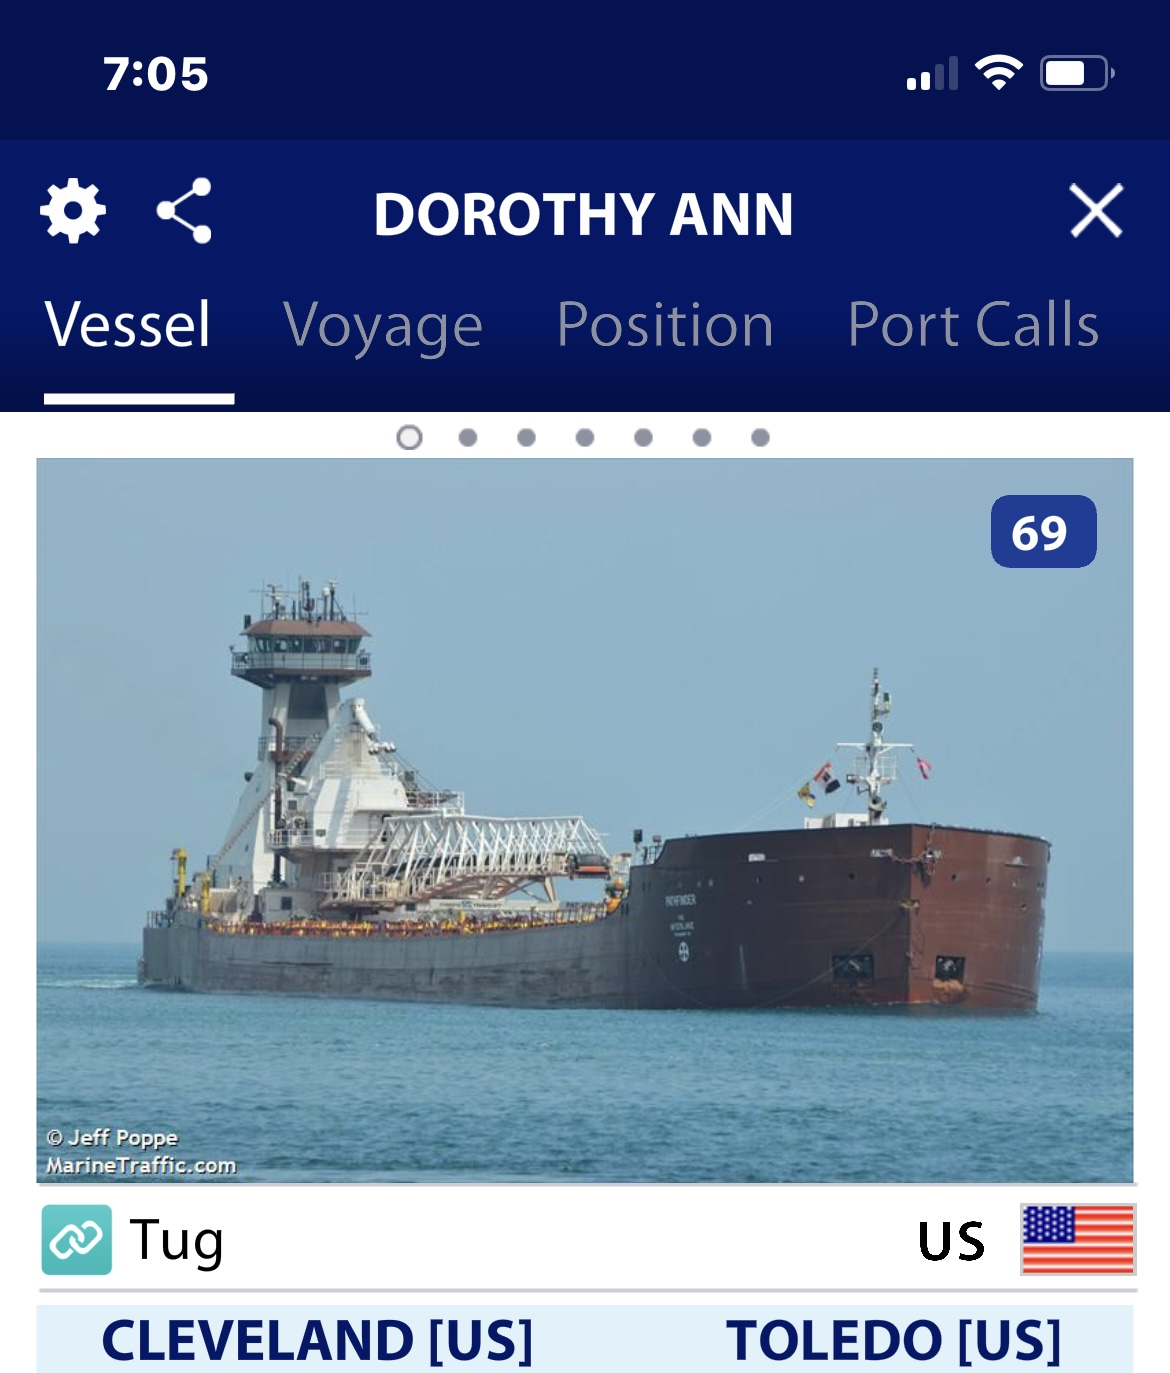 7:05
DOROTHY ANN
Vessel Voyage Position Port Calls
69
PATHFINDER
© Jeff Poppe
MarineTraffic.com
Tug US
CLEVELAND [US] TOLEDO [US]